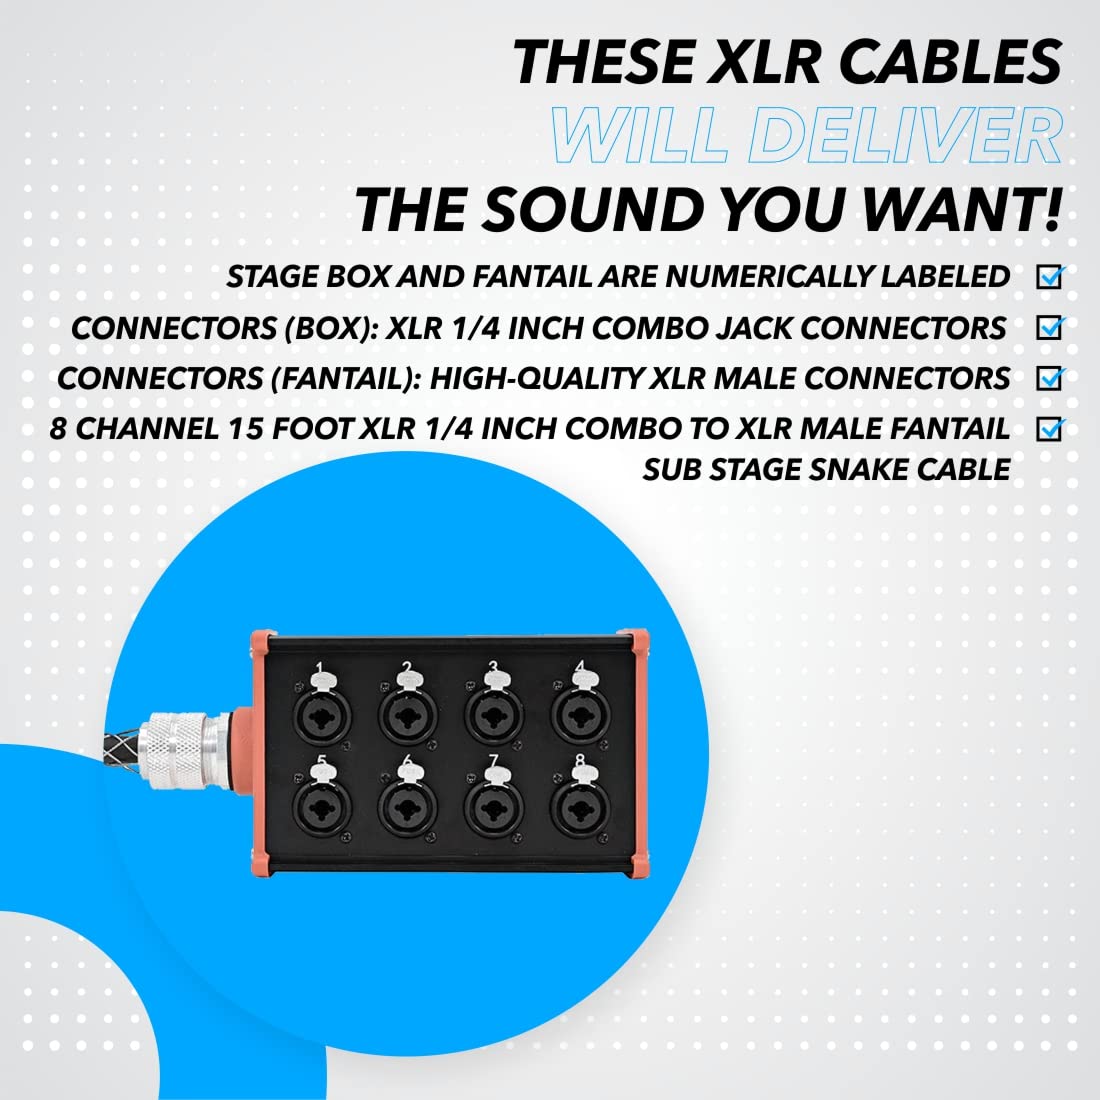 THESE XLR CABLES
WILL DELIVER
THE SOUND YOU WANT!
STAGE BOX AND FANTAIL ARE NUMERICALLY LABELED
CONNECTORS (BOX): XLR 1/4 INCH COMBO JACK CONNECTORS
CONNECTORS (FANTAIL): HIGH-QUALITY XLR MALE CONNECTORS
8 CHANNEL 15 FOOT XLR 1/4 INCH COMBO TO XLR MALE FANTAIL
SUB STAGE SNAKE CABLE
1 2 3 4
5 6 7 8